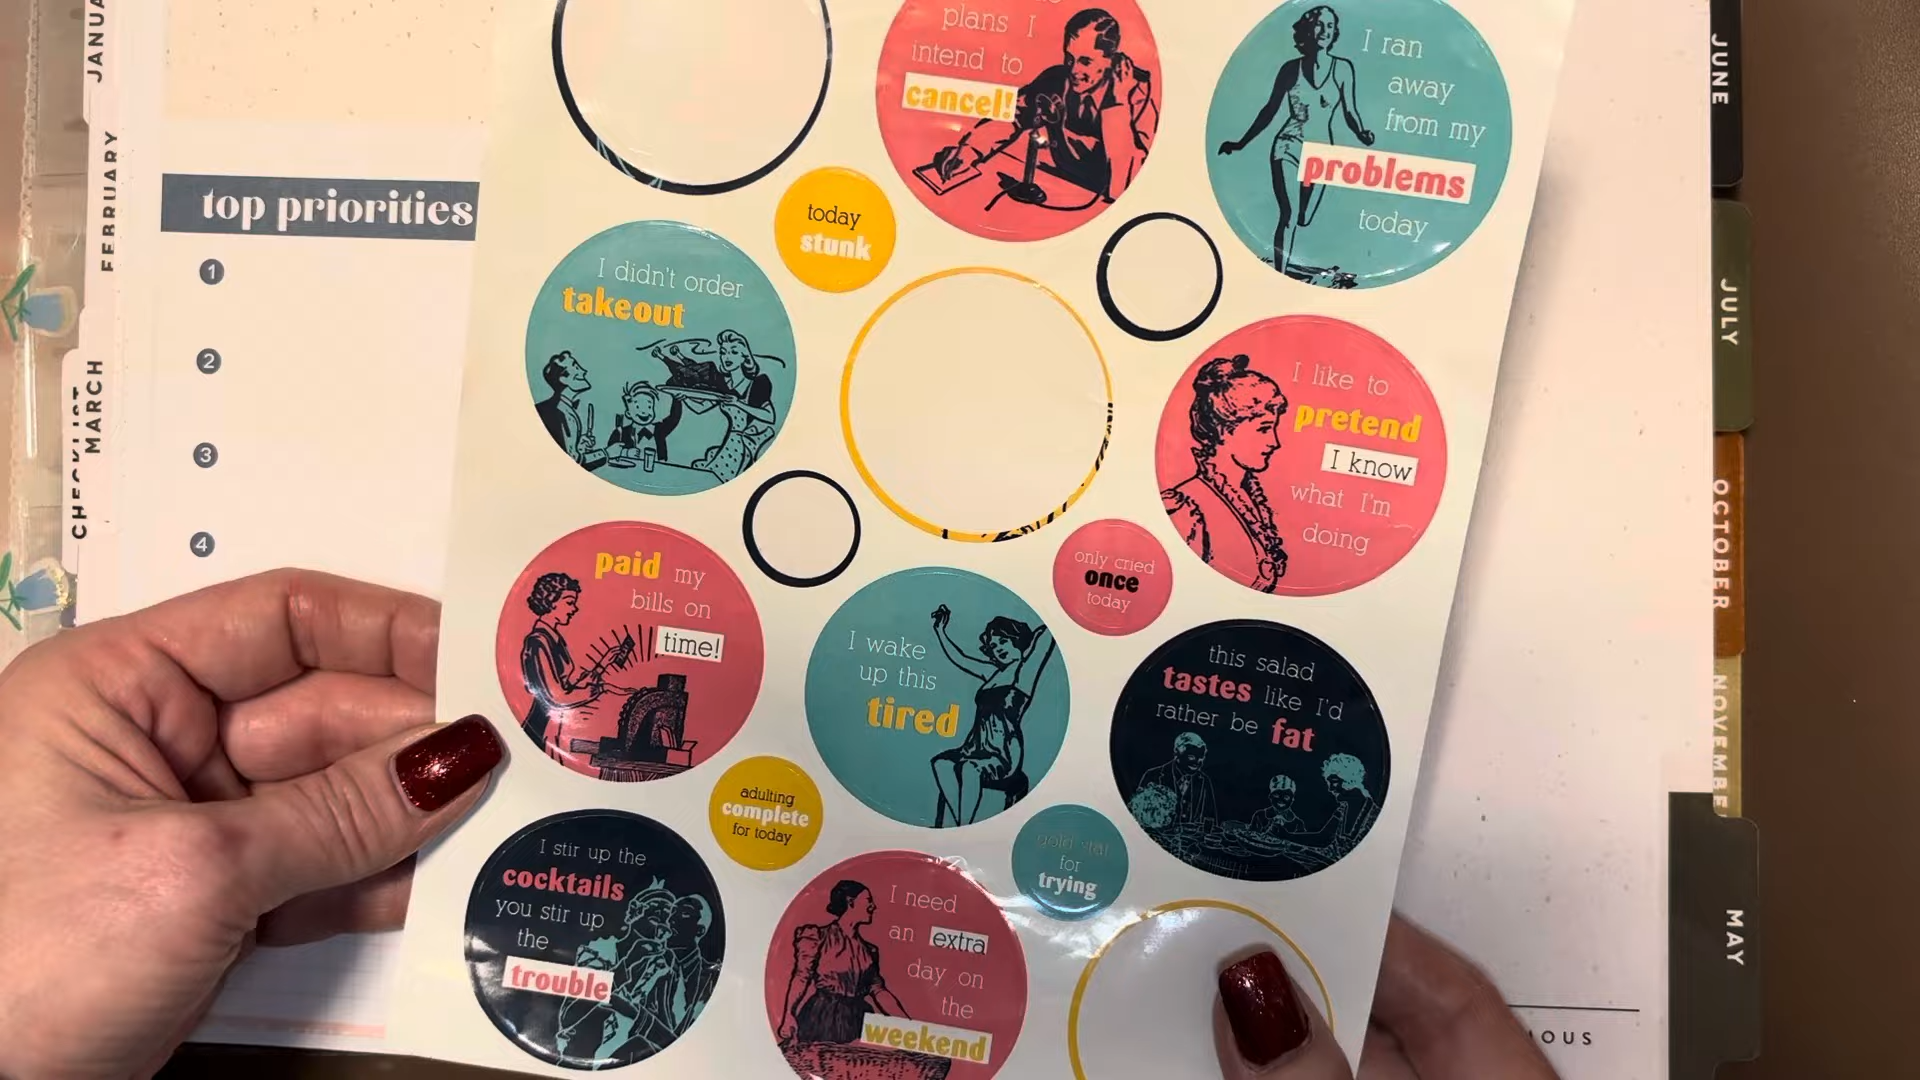 JANUA
FEBRUARY
MARCH
CHECKLIST
top priorities
1
2
3
4
plans I
intend to
cancel!
I ran
away
from my
problems
today
today
stunk
I didn't order
takeout
I like to
pretend
I know
what I'm
doing
paid my
bills on
time!
only cried
once
today
I wake
up this
tired
this salad
tastes like I'd
rather be fat
adulting
complete
for today
gold star
for
trying
I stir up the
cocktails
you stir up
the
trouble
I need
an extra
day on
the
weekend
JUNE
JULY
OCTOBER
NOVEMBE
MAY
IOUS